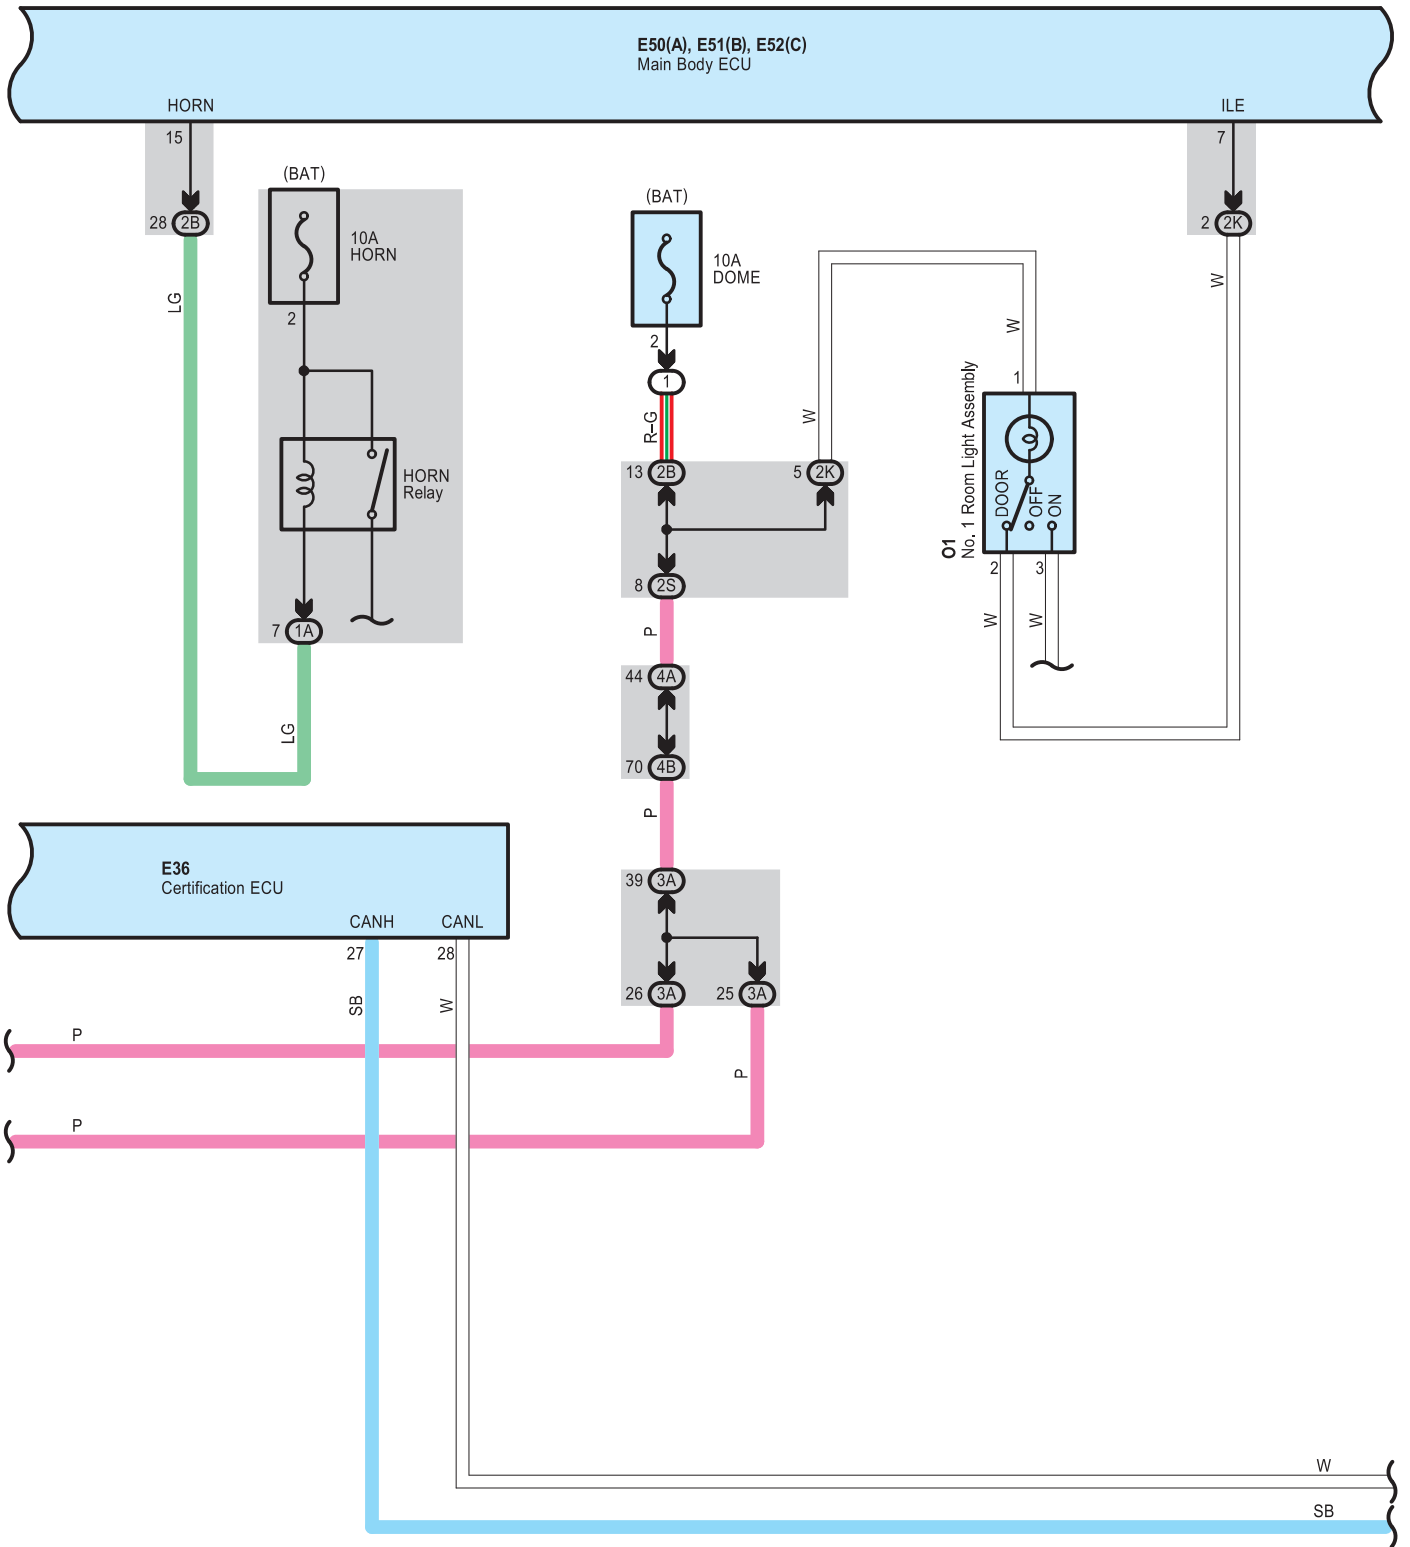 E50(A), E51(B), E52(C)
Main Body ECU
HORN
ILE
15
7
28 2B
2 2K
(BAT)
(BAT)
10A
HORN
10A
DOME
LG
W
2
2
W
1
1
HORN
Relay
R–G
W
13 2B
5 2K
8 2S
O1
No. 1 Room Light Assembly
DOOR
OFF
ON
2
3
W
W
7 1A
P
44 4A
LG
70 4B
P
39 3A
26 3A
25 3A
E36
Certification ECU
CANH
CANL
27
28
SB
W
P
P
P
W
SB